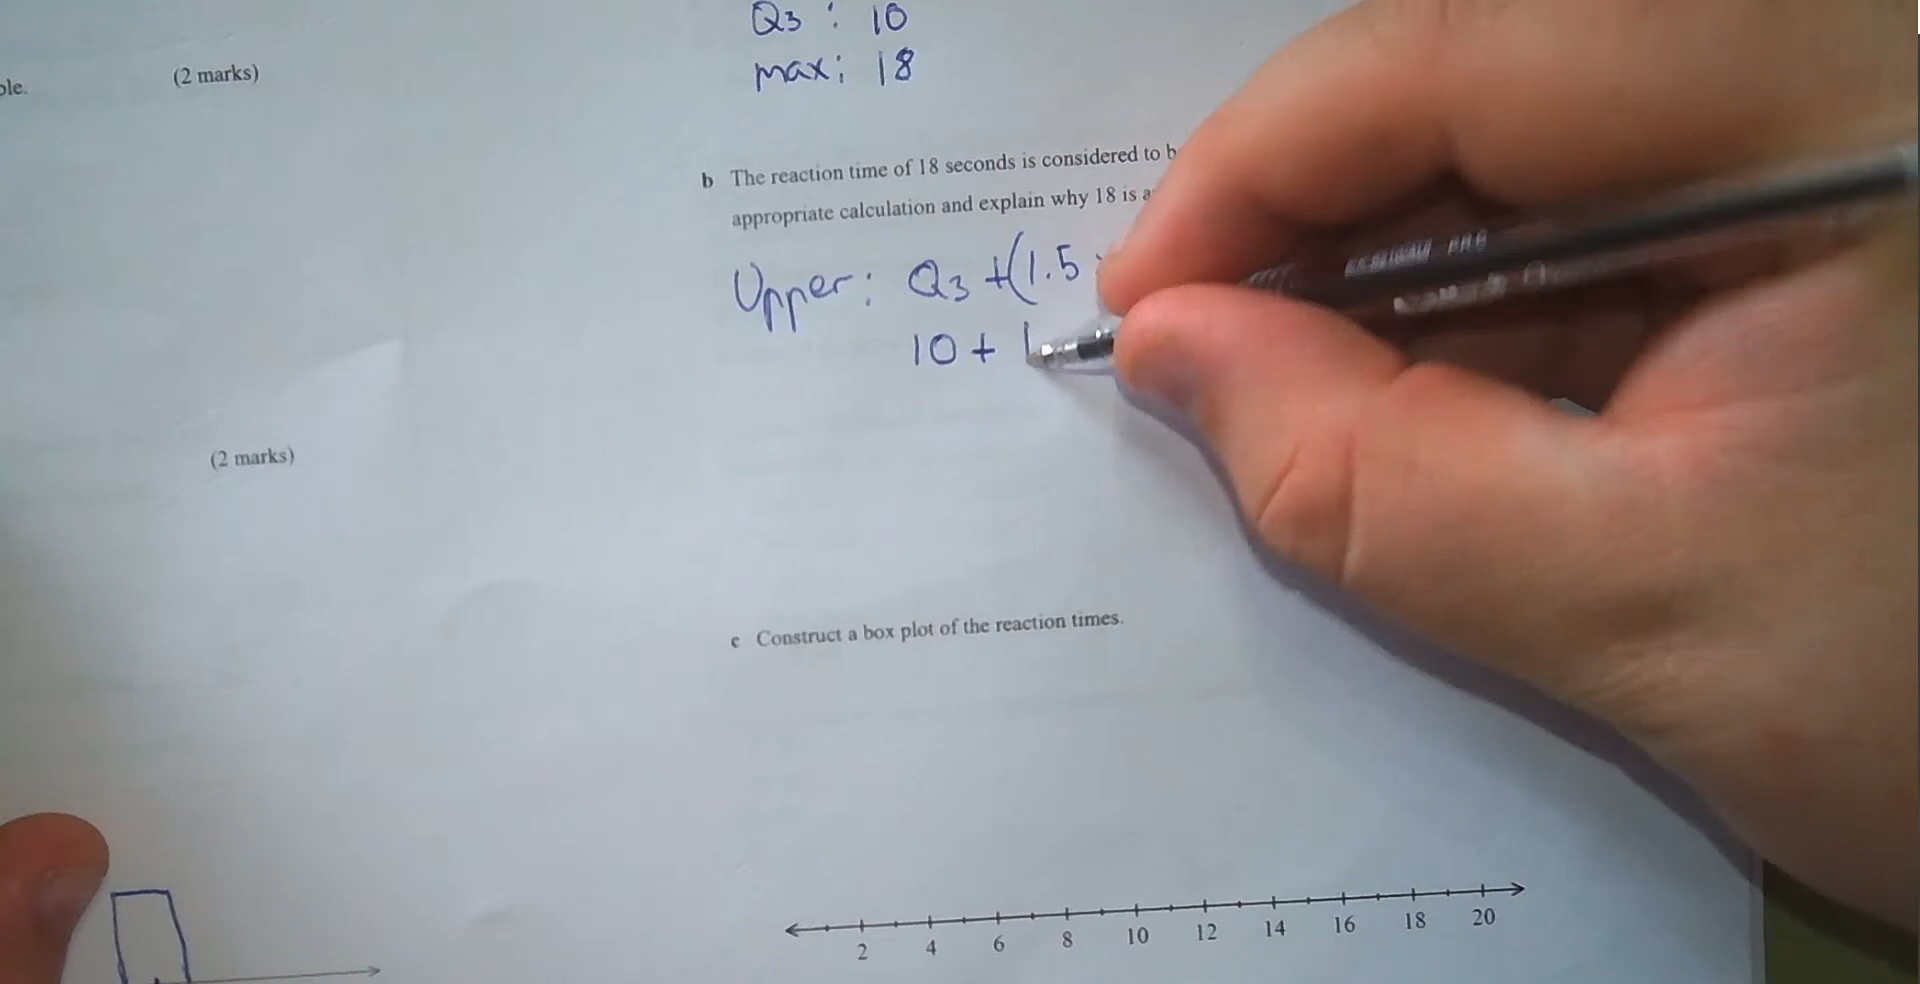 (2 marks)
(2 marks)
Q3 : 10
max: 18
b The reaction time of 18 seconds is considered to
appropriate calculation and explain why 18 is
Upper: Q3 +(1.5
10 +
c Construct a box plot of the reaction times.
2 4 6 8 10 12 14 16 18 20